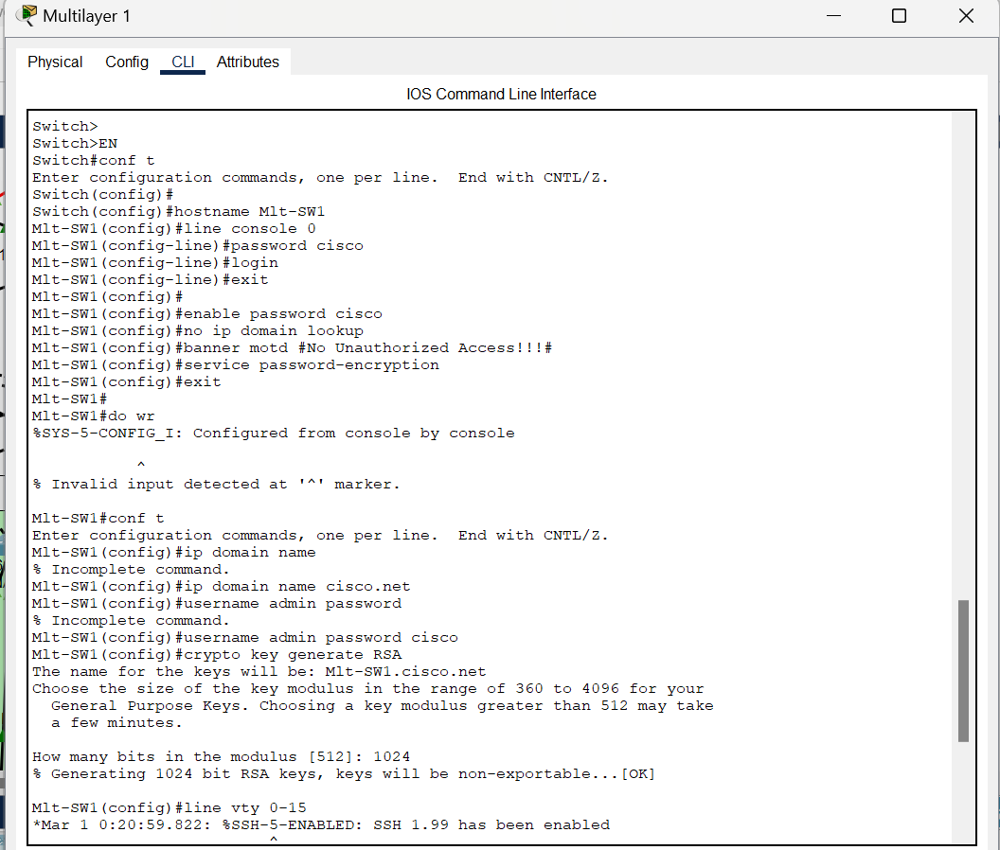 Multilayer 1
Physical Config CLI Attributes
IOS Command Line Interface
Switch>
Switch>EN
Switch#conf t
Enter configuration commands, one per line.  End with CNTL/Z.
Switch(config)#
Switch(config)#hostname Mlt-SW1
Mlt-SW1(config)#line console 0
Mlt-SW1(config-line)#password cisco
Mlt-SW1(config-line)#login
Mlt-SW1(config-line)#exit
Mlt-SW1(config)#
Mlt-SW1(config)#enable password cisco
Mlt-SW1(config)#no ip domain lookup
Mlt-SW1(config)#banner motd #No Unauthorized Access!!!#
Mlt-SW1(config)#service password-encryption
Mlt-SW1(config)#exit
Mlt-SW1#
Mlt-SW1#do wr
%SYS-5-CONFIG_I: Configured from console by console
^
% Invalid input detected at '^' marker.
Mlt-SW1#conf t
Enter configuration commands, one per line.  End with CNTL/Z.
Mlt-SW1(config)#ip domain name
% Incomplete command.
Mlt-SW1(config)#ip domain name cisco.net
Mlt-SW1(config)#username admin password
% Incomplete command.
Mlt-SW1(config)#username admin password cisco
Mlt-SW1(config)#crypto key generate RSA
The name for the keys will be: Mlt-SW1.cisco.net
Choose the size of the key modulus in the range of 360 to 4096 for your
General Purpose Keys. Choosing a key modulus greater than 512 may take
a few minutes.
How many bits in the modulus [512]: 1024
% Generating 1024 bit RSA keys, keys will be non-exportable...[OK]
Mlt-SW1(config)#line vty 0-15
*Mar 1 0:20:59.822: %SSH-5-ENABLED: SSH 1.99 has been enabled
^